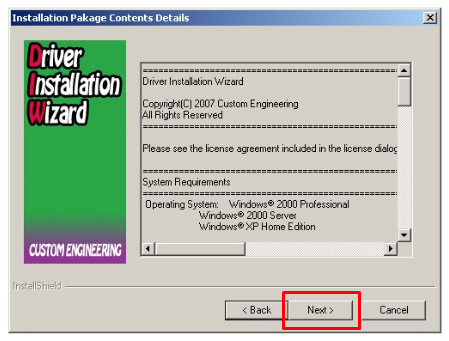 Installation Pakage Contents Details
Driver
Installation
Wizard
CUSTOM ENGINEERING
==================================================
Driver Installation Wizard
Copyright(C) 2007 Custom Engineering
All Rights Reserved
==================================================
Please see the license agreement included in the license dialog
==================================================
System Requirements
==================================================
Operating System: Windows® 2000 Professional
Windows® 2000 Server
Windows® XP Home Edition
InstallShield
< Back
Next >
Cancel